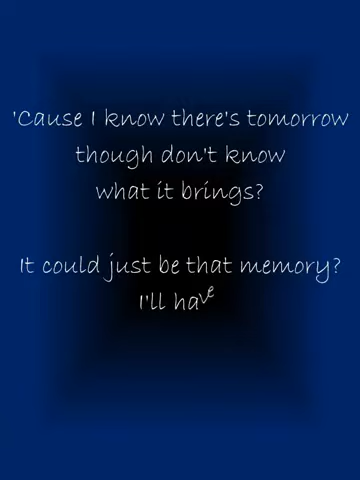 'Cause I know there's tomorrow
though don't know
what it brings?
It could just be that memory?
I'll have